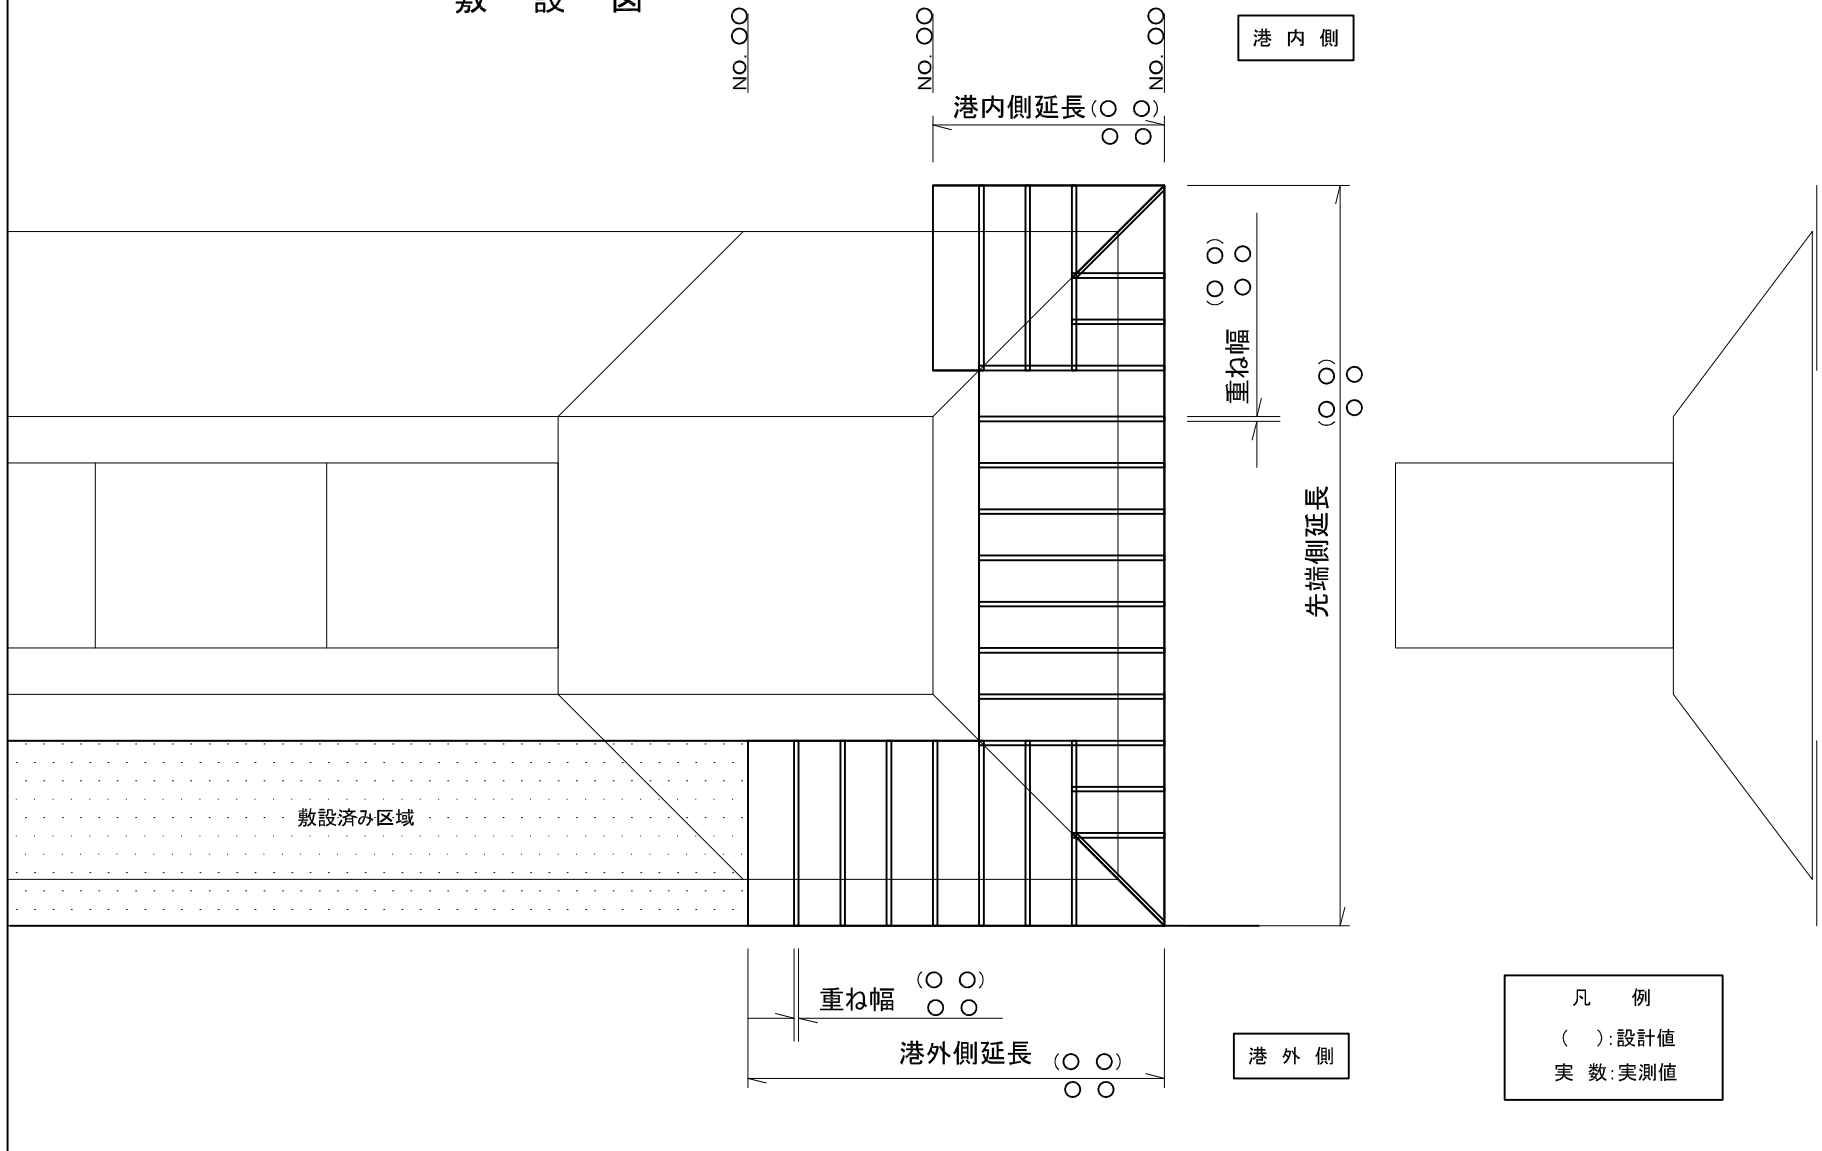 敷 設 図
NO. ○○
NO. ○○
NO. ○○
港 内 側
港内側延長(○ ○)
○ ○
重ね幅 (○ ○)
○ ○
先端側延長 (○ ○)
○ ○
敷設済み区域
重ね幅 (○ ○)
○ ○
港外側延長 (○ ○)
○ ○
港 外 側
凡 例
( ):設計値
実 数:実測値